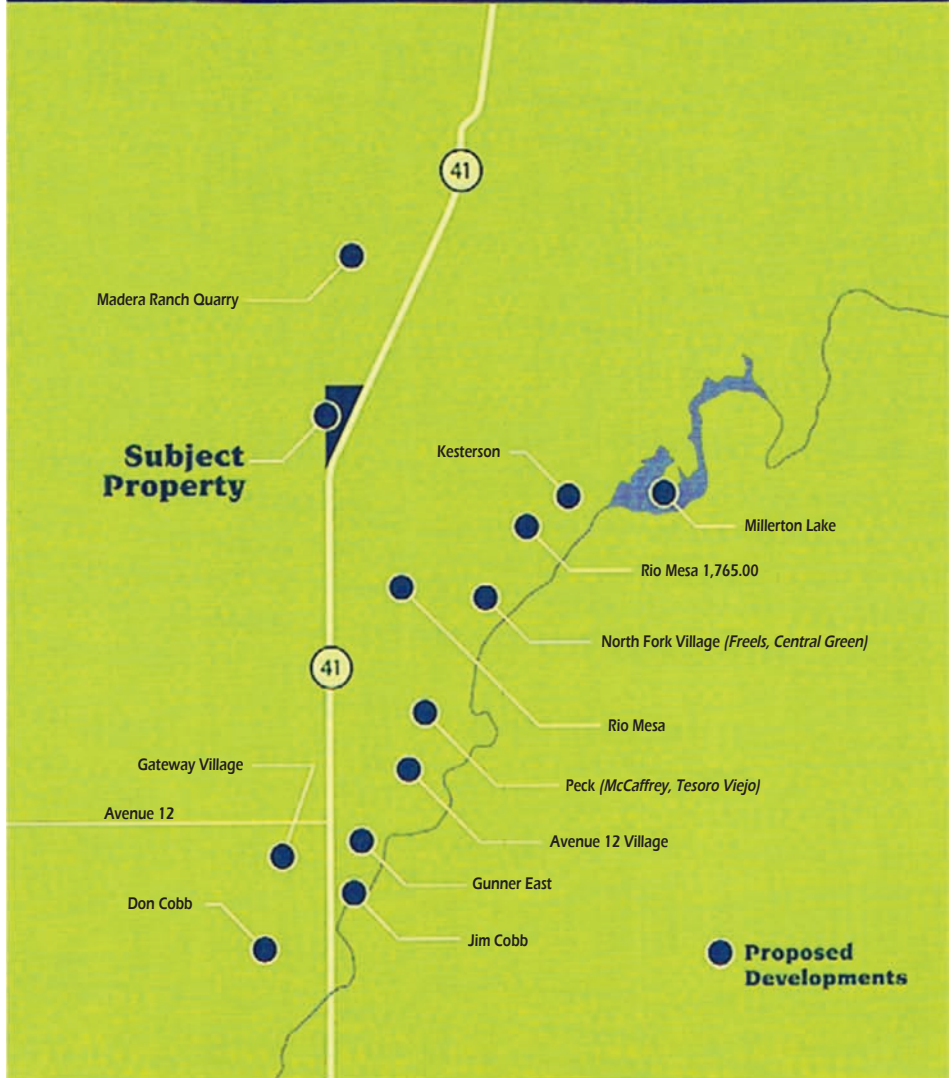 41
Madera Ranch Quarry
Subject
Property
Kesterson
Millerton Lake
Rio Mesa 1,765.00
North Fork Village (Freels, Central Green)
41
Rio Mesa
Gateway Village
Peck (McCaffrey, Tesoro Viejo)
Avenue 12
Avenue 12 Village
Gunner East
Don Cobb
Jim Cobb
Proposed
Developments